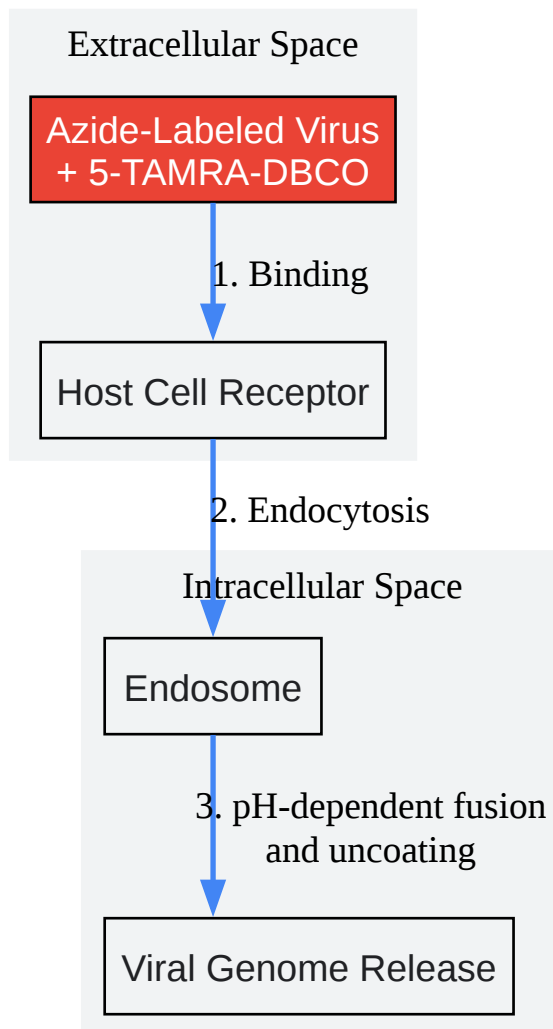 Extracellular Space
Azide-Labeled Virus
+ 5-TAMRA-DBCO
1. Binding
Host Cell Receptor
2. Endocytosis
Intracellular Space
Endosome
3. pH-dependent fusion
and uncoating
Viral Genome Release